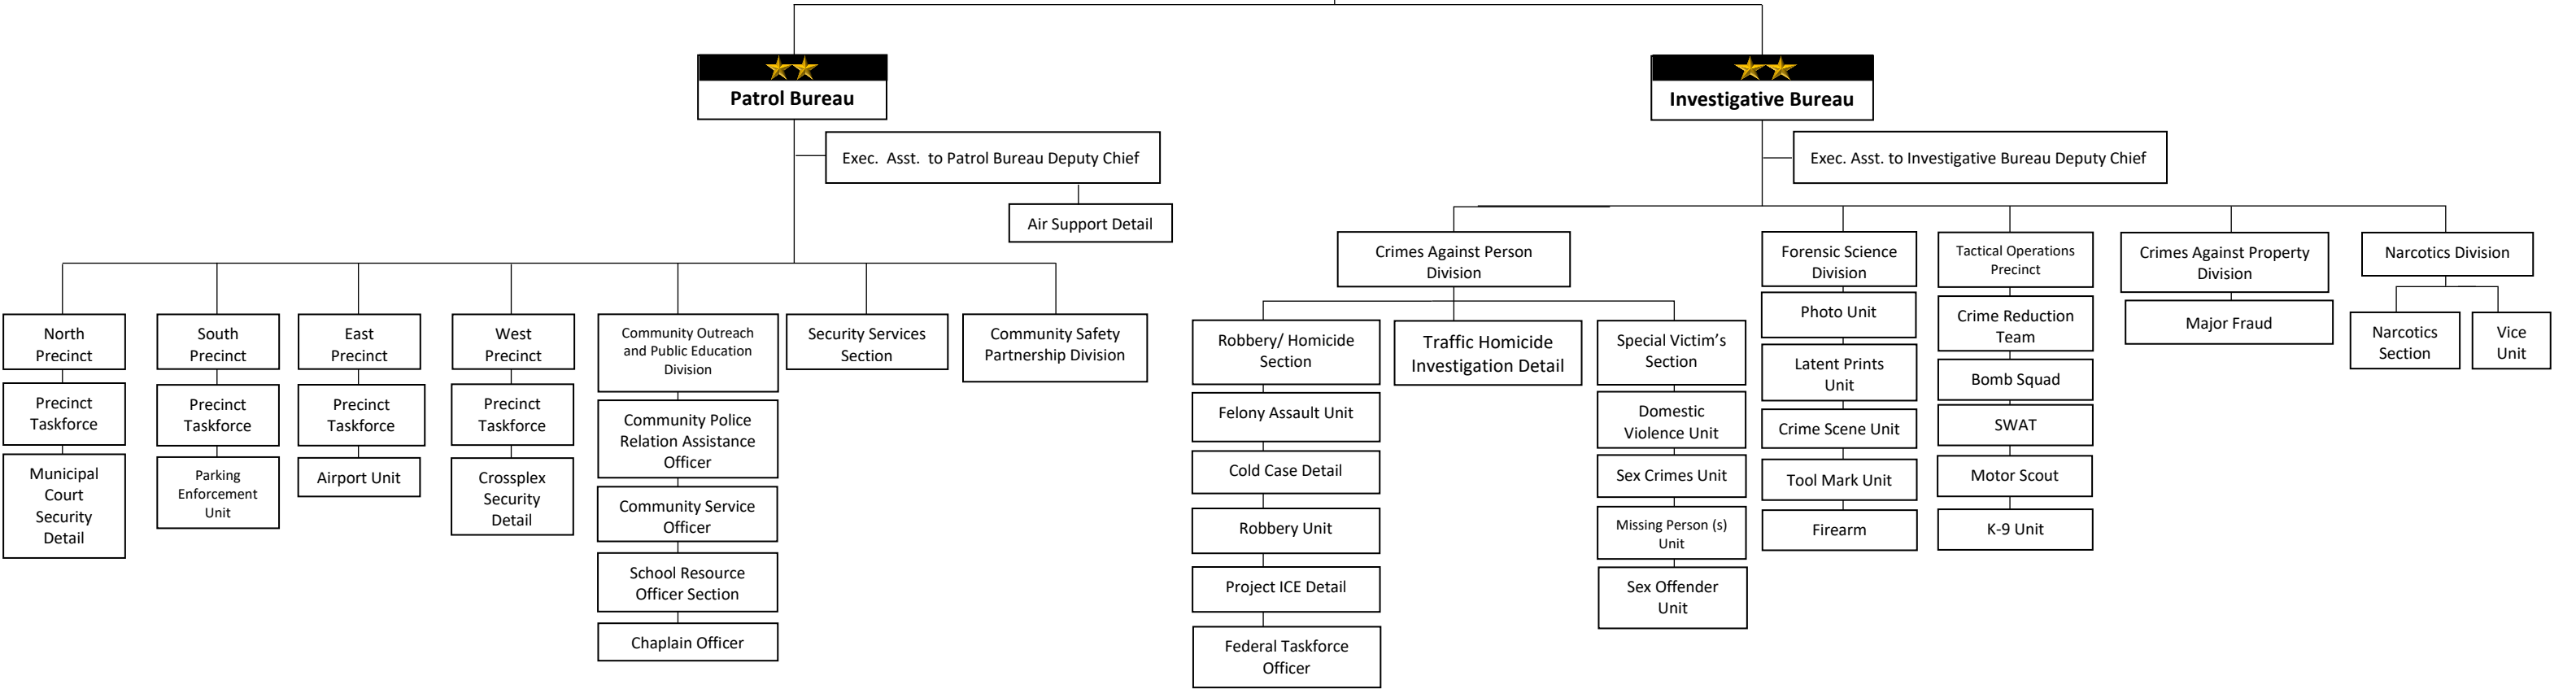 Patrol Bureau
Investigative Bureau
Exec. Asst. to Patrol Bureau Deputy Chief
Exec. Asst. to Investigative Bureau Deputy Chief
Air Support Detail
North
Precinct
Precinct
Taskforce
Municipal
Court
Security
Detail
South
Precinct
Precinct
Taskforce
Parking
Enforcement
Unit
East
Precinct
Precinct
Taskforce
Airport Unit
West
Precinct
Precinct
Taskforce
Crossplex
Security
Detail
Community Outreach
and Public Education
Division
Community Police
Relation Assistance
Officer
Community Service
Officer
School Resource
Officer Section
Chaplain Officer
Security Services
Section
Community Safety
Partnership Division
Crimes Against Person
Division
Robbery/ Homicide
Section
Felony Assault Unit
Cold Case Detail
Robbery Unit
Project ICE Detail
Federal Taskforce
Officer
Traffic Homicide
Investigation Detail
Special Victim’s
Section
Domestic
Violence Unit
Sex Crimes Unit
Missing Person (s)
Unit
Sex Offender
Unit
Forensic Science
Division
Photo Unit
Latent Prints
Unit
Crime Scene Unit
Tool Mark Unit
Firearm
Tactical Operations
Precinct
Crime Reduction
Team
Bomb Squad
SWAT
Motor Scout
K-9 Unit
Crimes Against Property
Division
Major Fraud
Narcotics Division
Narcotics
Section
Vice
Unit